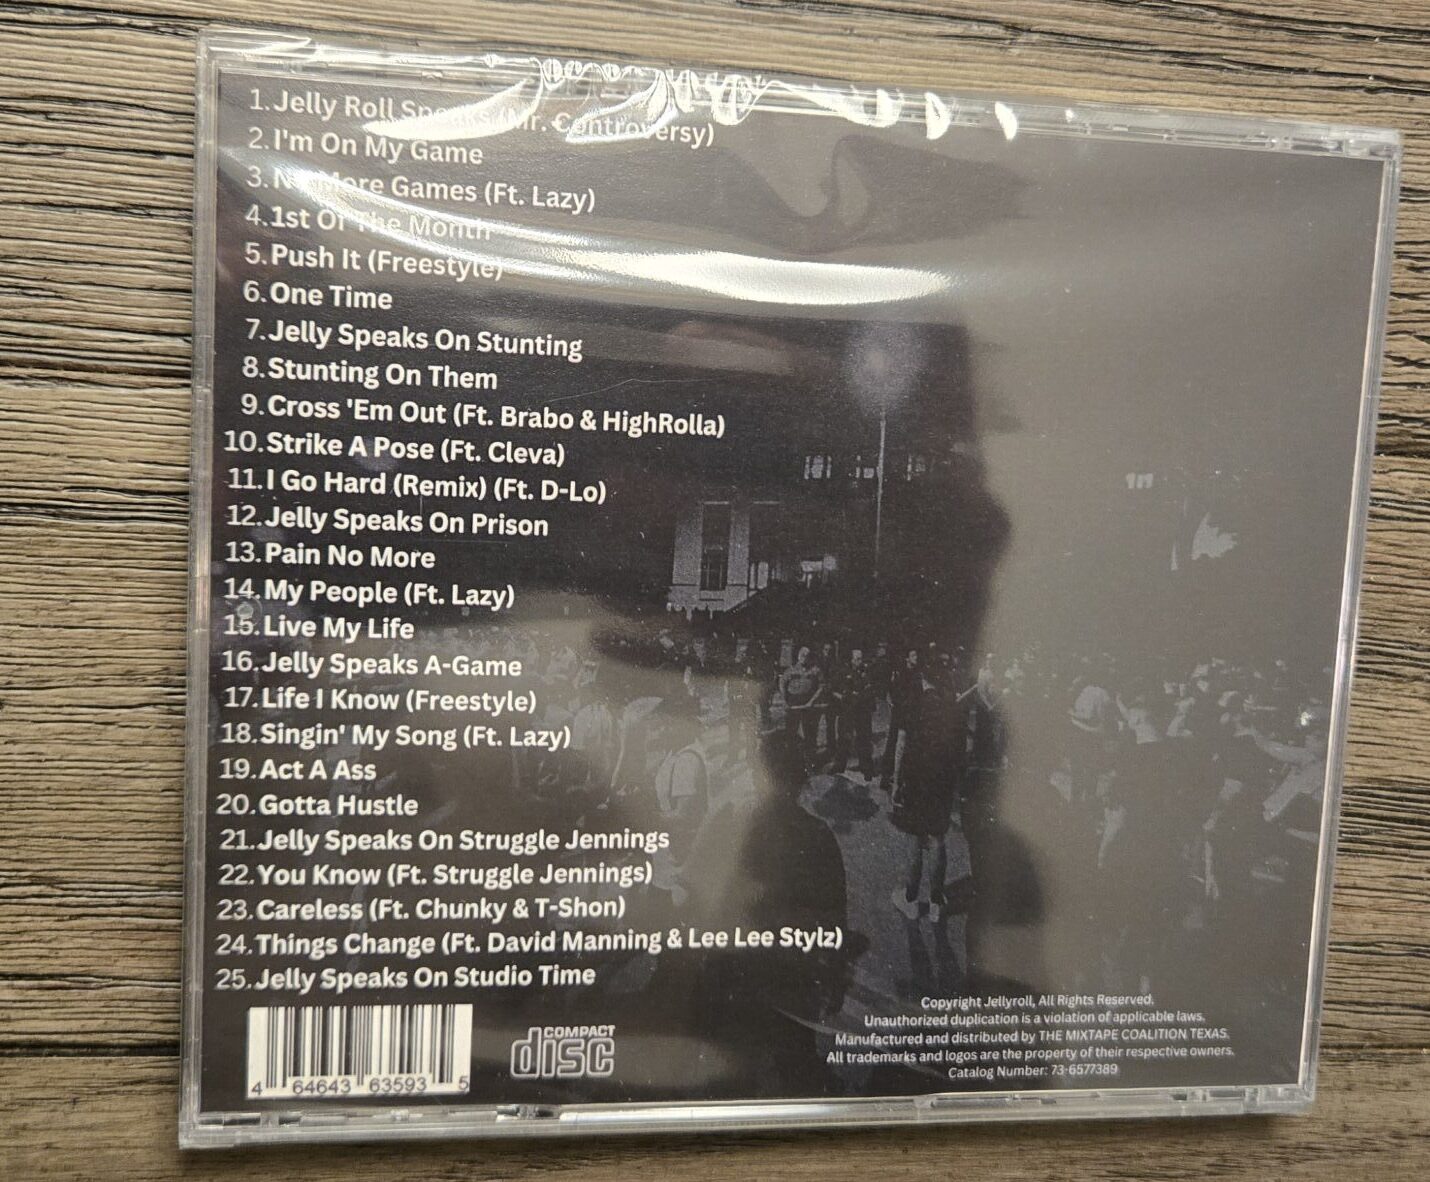 1. Jelly Roll Speaks (Mr. Controversy)
2. I'm On My Game
3. No More Games (Ft. Lazy)
4. 1st Of The Month
5. Push It (Freestyle)
6. One Time
7. Jelly Speaks On Stunting
8. Stunting On Them
9. Cross 'Em Out (Ft. Brabo & HighRolla)
10. Strike A Pose (Ft. Cleva)
11. I Go Hard (Remix) (Ft. D-Lo)
12. Jelly Speaks On Prison
13. Pain No More
14. My People (Ft. Lazy)
15. Live My Life
16. Jelly Speaks A-Game
17. Life I Know (Freestyle)
18. Singin' My Song (Ft. Lazy)
19. Act A Ass
20. Gotta Hustle
21. Jelly Speaks On Struggle Jennings
22. You Know (Ft. Struggle Jennings)
23. Careless (Ft. Chunky & T-Shon)
24. Things Change (Ft. David Manning & Lee Lee Stylz)
25. Jelly Speaks On Studio Time
4 64643 63593 5
COMPACT
disc
Copyright Jellyroll, All Rights Reserved.
Unauthorized duplication is a violation of applicable laws.
Manufactured and distributed by THE MIXTAPE COALITION TEXAS.
All trademarks and logos are the property of their respective owners.
Catalog Number: 73-6577389